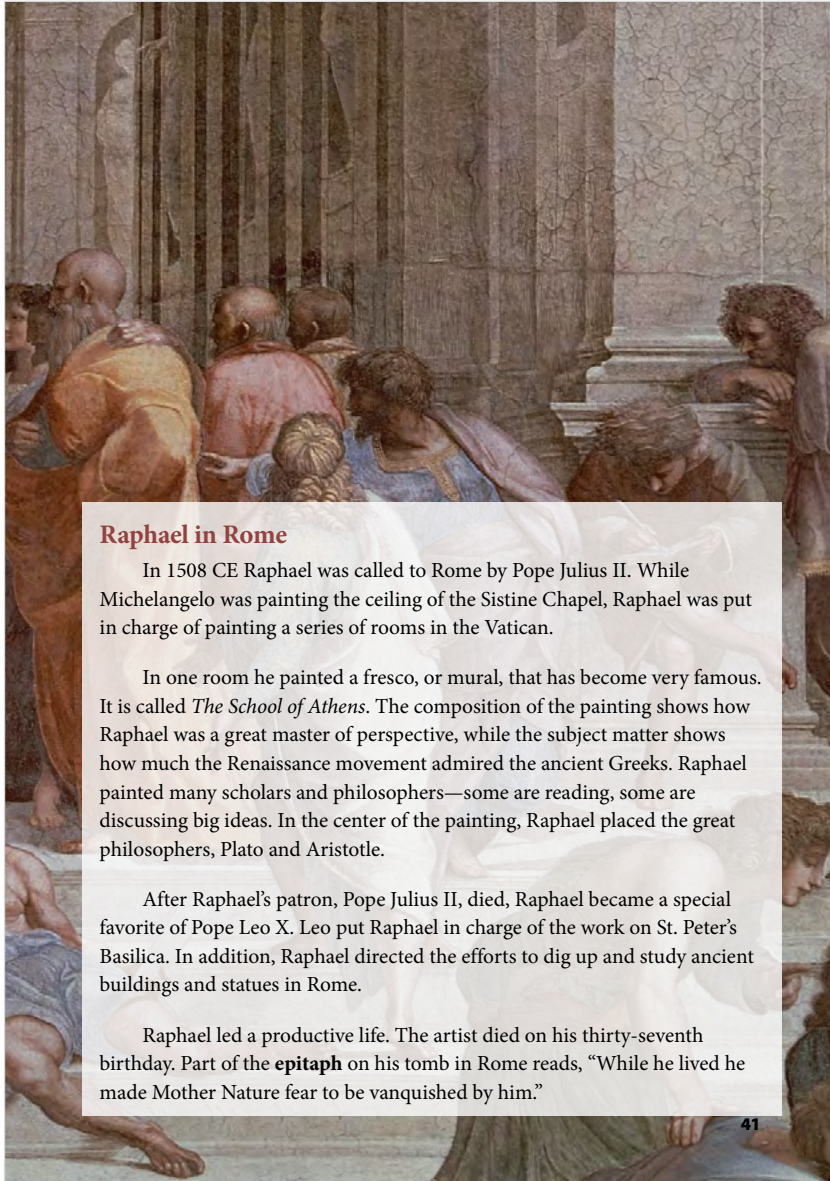 Raphael in Rome
In 1508 CE Raphael was called to Rome by Pope Julius II. While
Michelangelo was painting the ceiling of the Sistine Chapel, Raphael was put
in charge of painting a series of rooms in the Vatican.
In one room he painted a fresco, or mural, that has become very famous.
It is called The School of Athens. The composition of the painting shows how
Raphael was a great master of perspective, while the subject matter shows
how much the Renaissance movement admired the ancient Greeks. Raphael
painted many scholars and philosophers—some are reading, some are
discussing big ideas. In the center of the painting, Raphael placed the great
philosophers, Plato and Aristotle.
After Raphael’s patron, Pope Julius II, died, Raphael became a special
favorite of Pope Leo X. Leo put Raphael in charge of the work on St. Peter’s
Basilica. In addition, Raphael directed the efforts to dig up and study ancient
buildings and statues in Rome.
Raphael led a productive life. The artist died on his thirty-seventh
birthday. Part of the epitaph on his tomb in Rome reads, “While he lived he
made Mother Nature fear to be vanquished by him.”
41